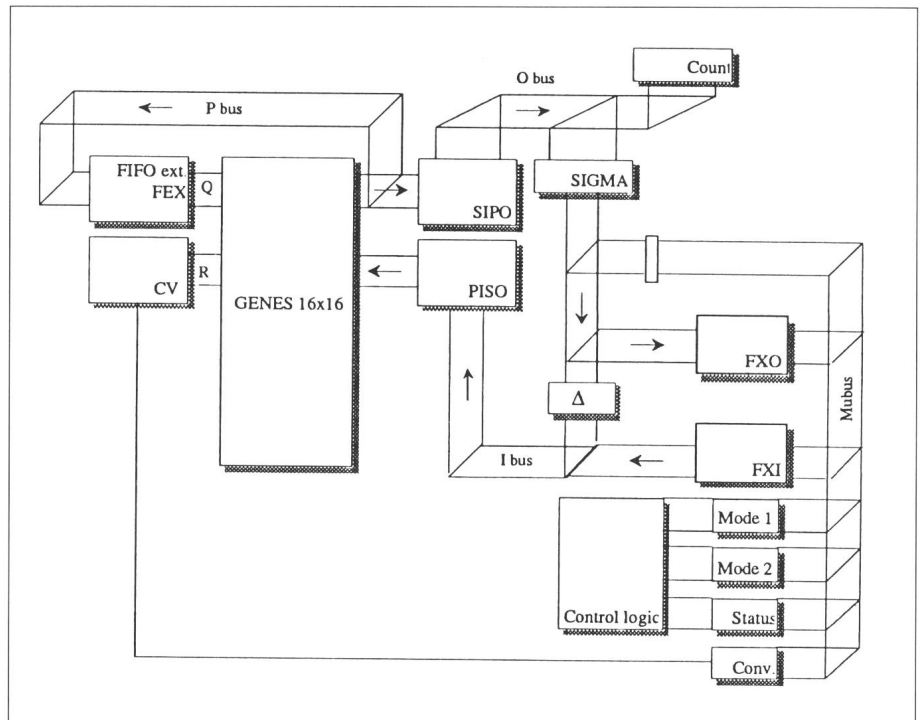 Count
O bus
P bus
FIFO ext.
FEX
Q
SIGMA
SIPO
R
CV
GENES 16x16
PISO
FXO
Mubus
Δ
I bus
FXI
Mode 1
Mode 2
Control logic
Status
Conv.